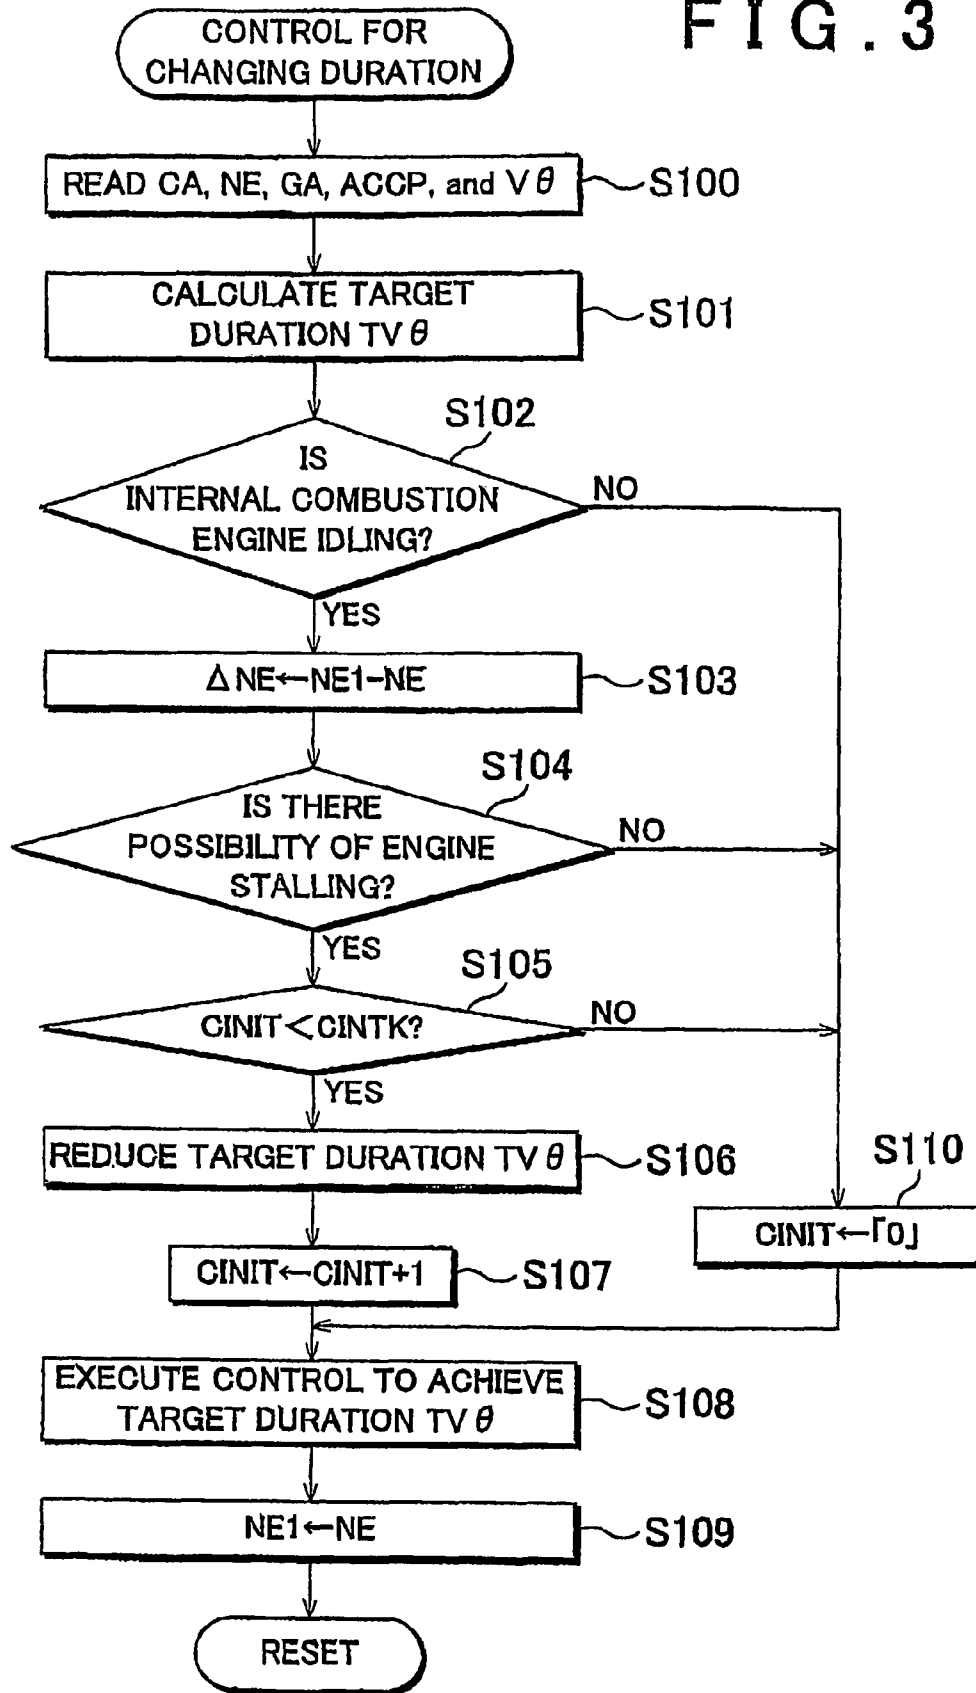 FIG.3
CONTROL FOR
CHANGING DURATION
READ CA, NE, GA, ACCP, and Vθ
S100
CALCULATE TARGET
DURATION TVθ
S101
S102
IS
INTERNAL COMBUSTION
ENGINE IDLING?
NO
YES
ΔNE←NE1-NE
S103
S104
IS THERE
POSSIBILITY OF ENGINE
STALLING?
NO
YES
S105
CINIT<CINTK?
NO
YES
REDUCE TARGET DURATION TVθ
S106
S110
CINIT←「0」
CINIT←CINIT+1
S107
EXECUTE CONTROL TO ACHIEVE
TARGET DURATION TVθ
S108
NE1←NE
S109
RESET